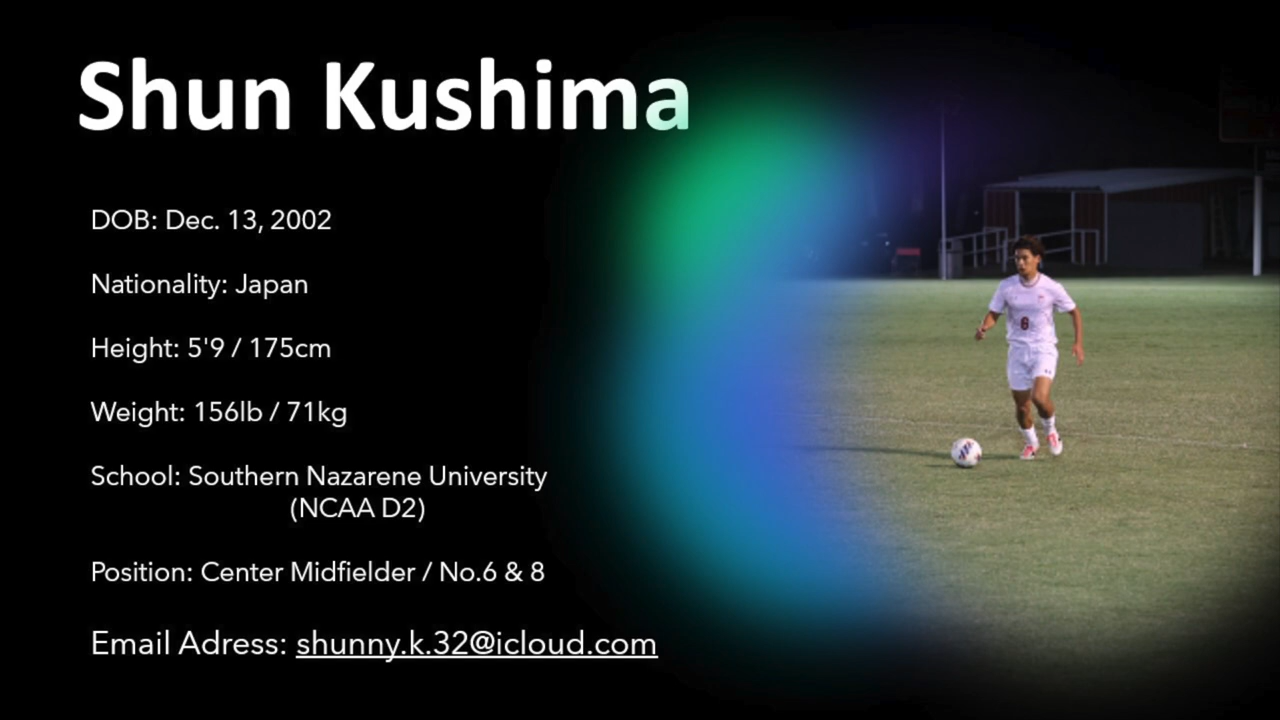 Shun Kushima
DOB: Dec. 13, 2002
Nationality: Japan
Height: 5'9 / 175cm
Weight: 156lb / 71kg
School: Southern Nazarene University
(NCAA D2)
Position: Center Midfielder / No.6 & 8
Email Adress: shunny.k.32@icloud.com